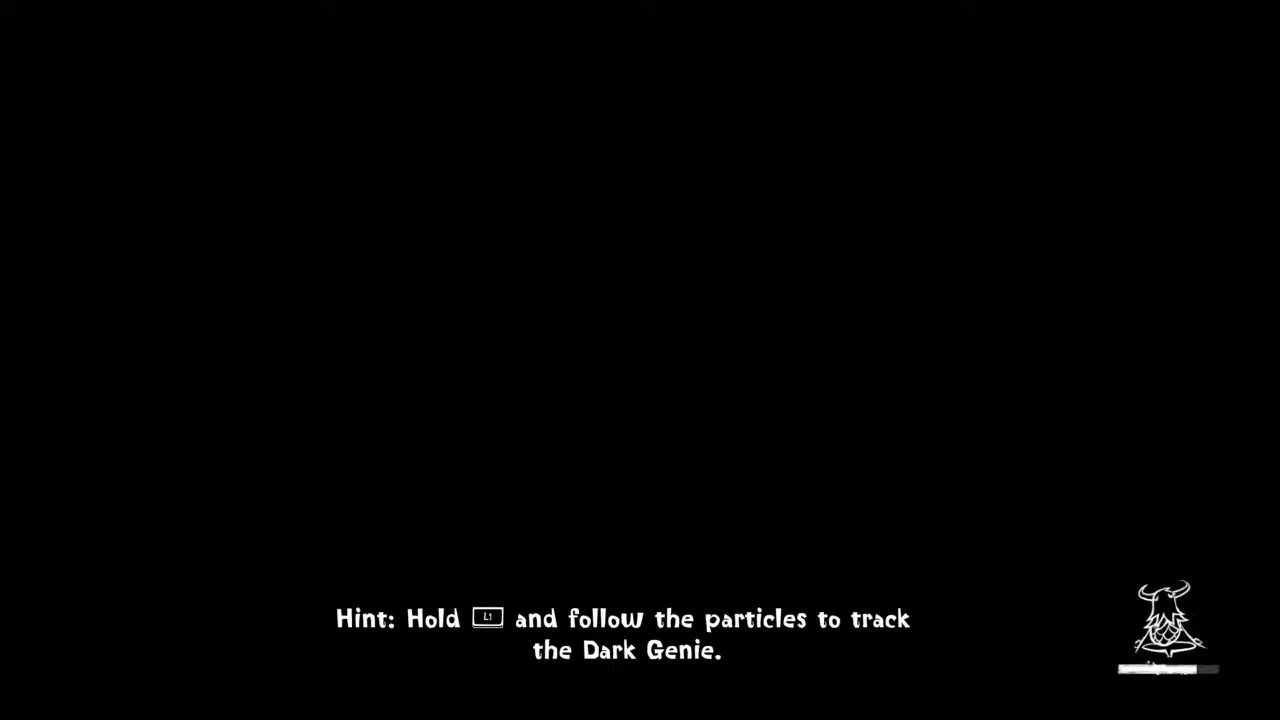 Hint: Hold L1 and follow the particles to track
the Dark Genie.